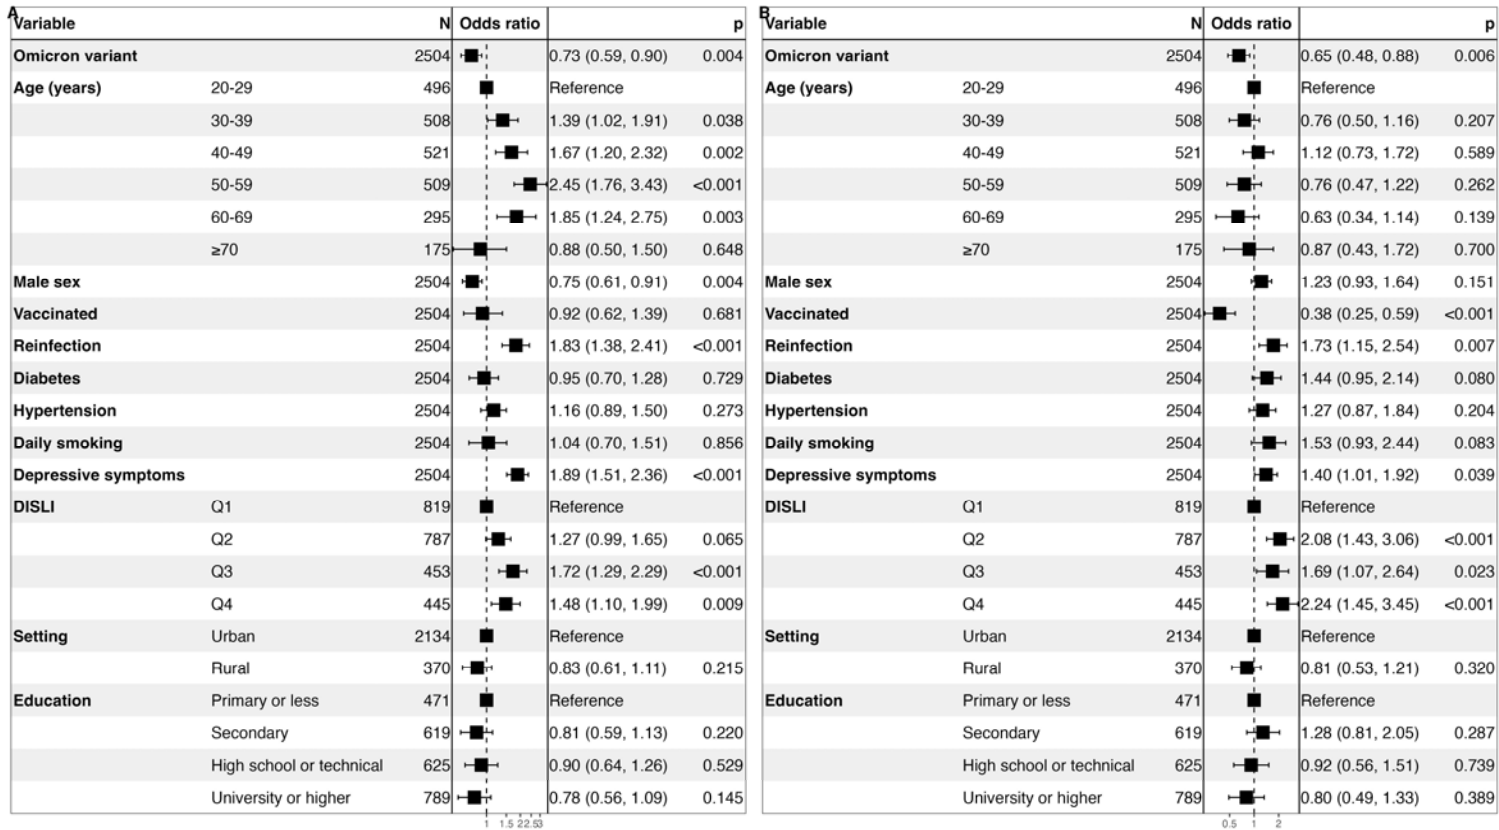 A
Variable N Odds ratio p
Omicron variant 2504 0.73 (0.59, 0.90) 0.004
Age (years) 20-29 496 Reference
30-39 508 1.39 (1.02, 1.91) 0.038
40-49 521 1.67 (1.20, 2.32) 0.002
50-59 509 2.45 (1.76, 3.43) <0.001
60-69 295 1.85 (1.24, 2.75) 0.003
≥70 175 0.88 (0.50, 1.50) 0.648
Male sex 2504 0.75 (0.61, 0.91) 0.004
Vaccinated 2504 0.92 (0.62, 1.39) 0.681
Reinfection 2504 1.83 (1.38, 2.41) <0.001
Diabetes 2504 0.95 (0.70, 1.28) 0.729
Hypertension 2504 1.16 (0.89, 1.50) 0.273
Daily smoking 2504 1.04 (0.70, 1.51) 0.856
Depressive symptoms 2504 1.89 (1.51, 2.36) <0.001
DISLI Q1 819 Reference
Q2 787 1.27 (0.99, 1.65) 0.065
Q3 453 1.72 (1.29, 2.29) <0.001
Q4 445 1.48 (1.10, 1.99) 0.009
Setting Urban 2134 Reference
Rural 370 0.83 (0.61, 1.11) 0.215
Education Primary or less 471 Reference
Secondary 619 0.81 (0.59, 1.13) 0.220
High school or technical 625 0.90 (0.64, 1.26) 0.529
University or higher 789 0.78 (0.56, 1.09) 0.145
1 1.5 2 2.5 3
B
Variable N Odds ratio p
Omicron variant 2504 0.65 (0.48, 0.88) 0.006
Age (years) 20-29 496 Reference
30-39 508 0.76 (0.50, 1.16) 0.207
40-49 521 1.12 (0.73, 1.72) 0.589
50-59 509 0.76 (0.47, 1.22) 0.262
60-69 295 0.63 (0.34, 1.14) 0.139
≥70 175 0.87 (0.43, 1.72) 0.700
Male sex 2504 1.23 (0.93, 1.64) 0.151
Vaccinated 2504 0.38 (0.25, 0.59) <0.001
Reinfection 2504 1.73 (1.15, 2.54) 0.007
Diabetes 2504 1.44 (0.95, 2.14) 0.080
Hypertension 2504 1.27 (0.87, 1.84) 0.204
Daily smoking 2504 1.53 (0.93, 2.44) 0.083
Depressive symptoms 2504 1.40 (1.01, 1.92) 0.039
DISLI Q1 819 Reference
Q2 787 2.08 (1.43, 3.06) <0.001
Q3 453 1.69 (1.07, 2.64) 0.023
Q4 445 2.24 (1.45, 3.45) <0.001
Setting Urban 2134 Reference
Rural 370 0.81 (0.53, 1.21) 0.320
Education Primary or less 471 Reference
Secondary 619 1.28 (0.81, 2.05) 0.287
High school or technical 625 0.92 (0.56, 1.51) 0.739
University or higher 789 0.80 (0.49, 1.33) 0.389
0.5 1 2